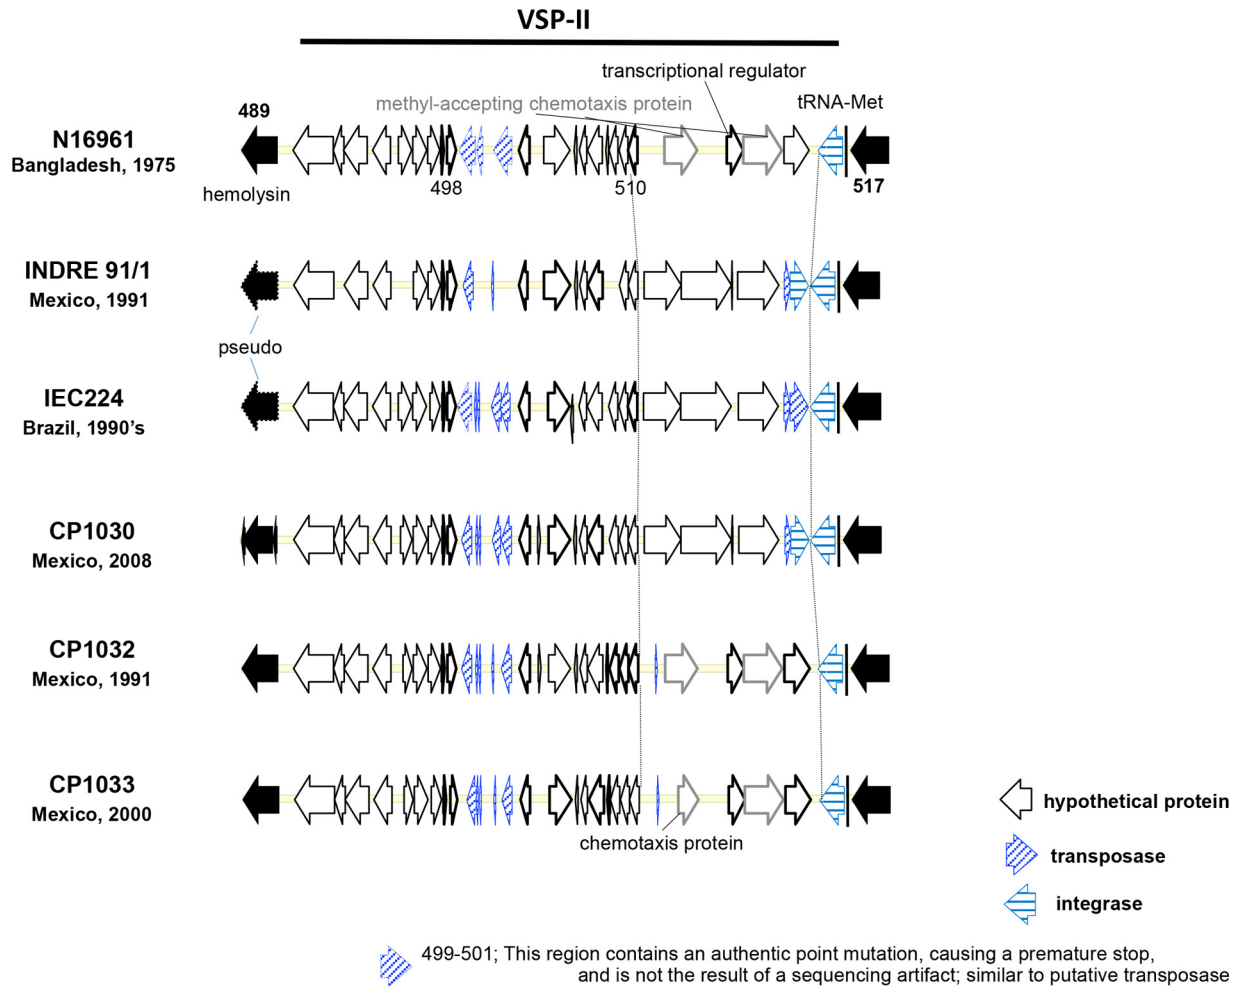 VSP-II
transcriptional regulator
methyl-accepting chemotaxis protein
tRNA-Met
489
N16961
Bangladesh, 1975
hemolysin
498
510
517
INDRE 91/1
Mexico, 1991
pseudo
IEC224
Brazil, 1990's
CP1030
Mexico, 2008
CP1032
Mexico, 1991
CP1033
Mexico, 2000
chemotaxis protein
hypothetical protein
transposase
integrase
499-501; This region contains an authentic point mutation, causing a premature stop,
and is not the result of a sequencing artifact; similar to putative transposase